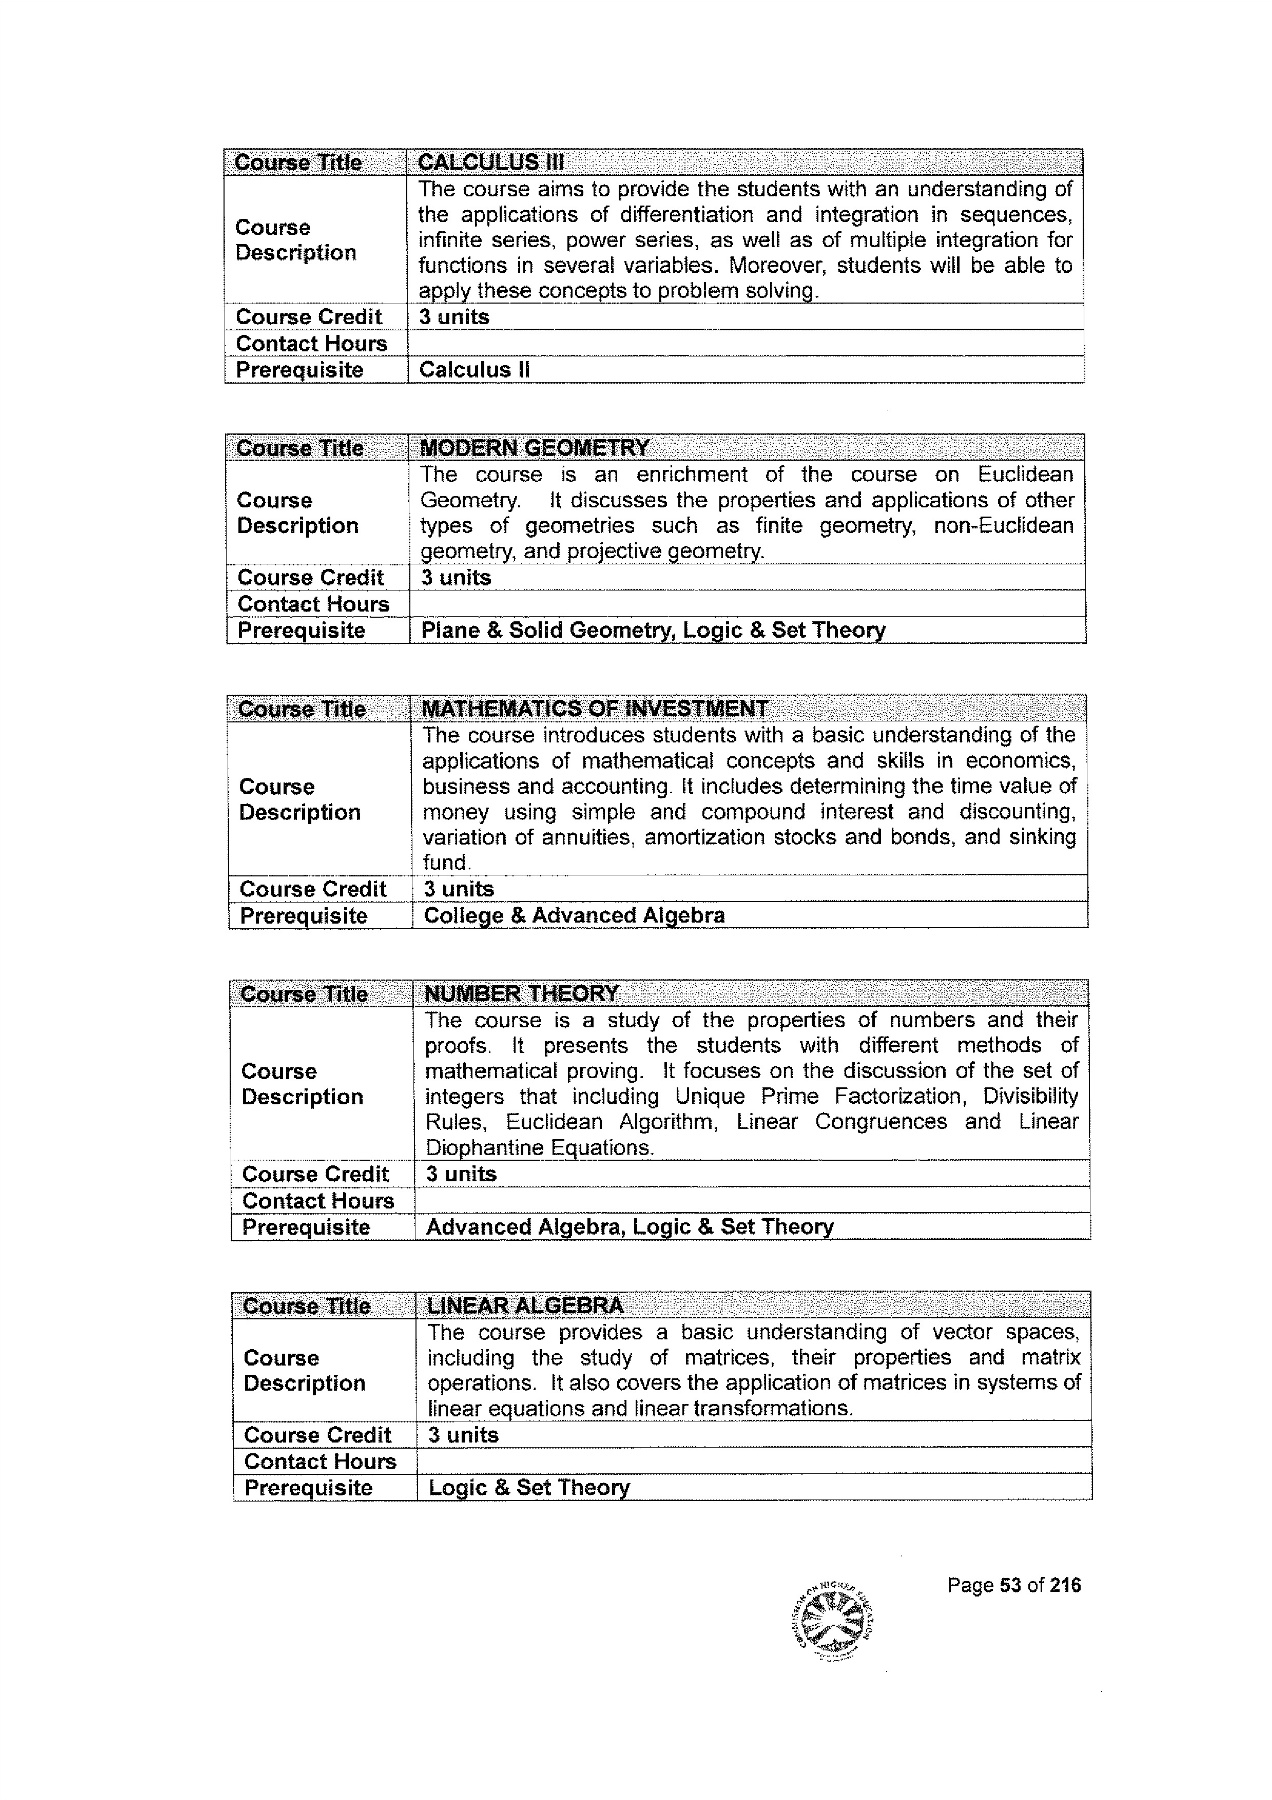 Course Title CALCULUS III
The course aims to provide the students with an understanding of
the applications of differentiation and integration in sequences,
Course
infinite series, power series, as well as of multiple integration for
Description
functions in several variables. Moreover, students will be able to
apply these concepts to problem solving.
Course Credit 3 units
Contact Hours
Prerequisite Calculus II
Course Title MODERN GEOMETRY
The course is an enrichment of the course on Euclidean
Course Geometry. It discusses the properties and applications of other
Description types of geometries such as finite geometry, non-Euclidean
geometry, and projective geometry.
Course Credit 3 units
Contact Hours
Prerequisite Plane & Solid Geometry, Logic & Set Theory
Course Title MATHEMATICS OF INVESTMENT
The course introduces students with a basic understanding of the
applications of mathematical concepts and skills in economics,
Course business and accounting. It includes determining the time value of
Description money using simple and compound interest and discounting,
variation of annuities, amortization stocks and bonds, and sinking
fund.
Course Credit 3 units
Prerequisite College & Advanced Algebra
Course Title NUMBER THEORY
The course is a study of the properties of numbers and their
proofs. It presents the students with different methods of
Course mathematical proving. It focuses on the discussion of the set of
Description integers that including Unique Prime Factorization, Divisibility
Rules, Euclidean Algorithm, Linear Congruences and Linear
Diophantine Equations.
Course Credit 3 units
Contact Hours
Prerequisite Advanced Algebra, Logic & Set Theory
Course Title LINEAR ALGEBRA
The course provides a basic understanding of vector spaces,
Course including the study of matrices, their properties and matrix
Description operations. It also covers the application of matrices in systems of
linear equations and linear transformations.
Course Credit 3 units
Contact Hours
Prerequisite Logic & Set Theory
Page 53 of 216
COMMISSION ON HIGHER EDUCATION